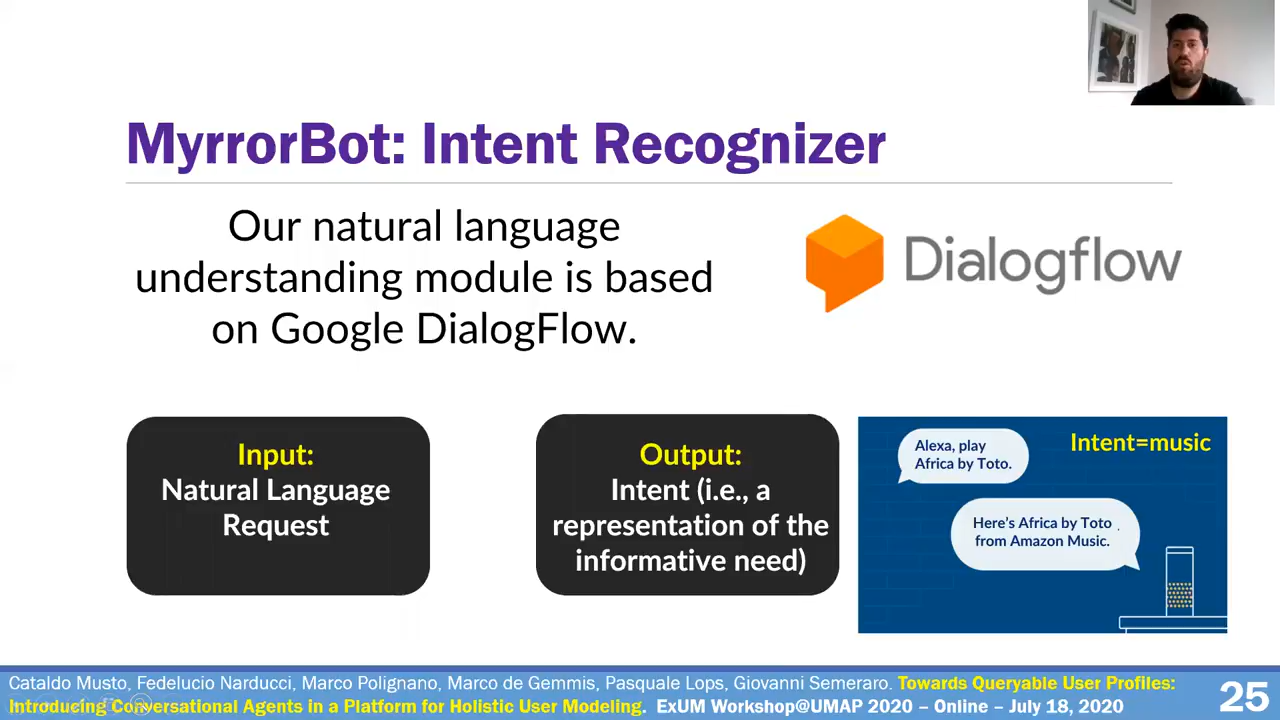 MyrrorBot: Intent Recognizer
Our natural language
understanding module is based
on Google DialogFlow.
Dialogflow
Input:
Natural Language
Request
Output:
Intent (i.e., a
representation of the
informative need)
Intent=music
Alexa, play
Africa by Toto.
Here's Africa by Toto
from Amazon Music.
Cataldo Musto, Fedelucio Narducci, Marco Polignano, Marco de Gemmis, Pasquale Lops, Giovanni Semeraro. Towards Queryable User Profiles:
Introducing Conversational Agents in a Platform for Holistic User Modeling. ExUM Workshop@UMAP 2020 – Online – July 18, 2020
25